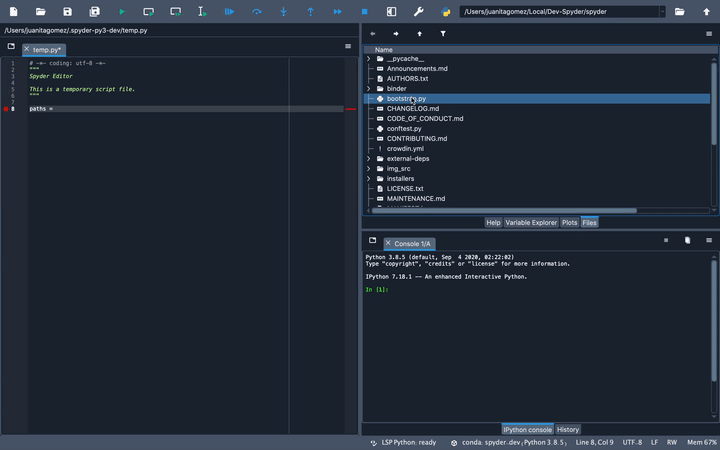 /Users/juanitagomez/Local/Dev-Spyder/spyder
/Users/juanitagomez/.spyder-py3-dev/temp.py
temp.py*
1 # -*- coding: utf-8 -*-
2 """
3 Spyder Editor
4
5 This is a temporary script file.
6 """
7
8 paths =
Name
__pycache__
Announcements.md
AUTHORS.txt
binder
bootstrap.py
CHANGELOG.md
CODE_OF_CONDUCT.md
conftest.py
CONTRIBUTING.md
crowdin.yml
external-deps
img_src
installers
LICENSE.txt
MAINTENANCE.md
Help Variable Explorer Plots Files
Console 1/A
Python 3.8.5 (default, Sep 4 2020, 02:22:02)
Type "copyright", "credits" or "license" for more information.
IPython 7.18.1 -- An enhanced Interactive Python.
In [1]:
IPython console History
LSP Python: ready conda: spyder-dev (Python 3.8.5) Line 8, Col 9 UTF-8 LF RW Mem 67%